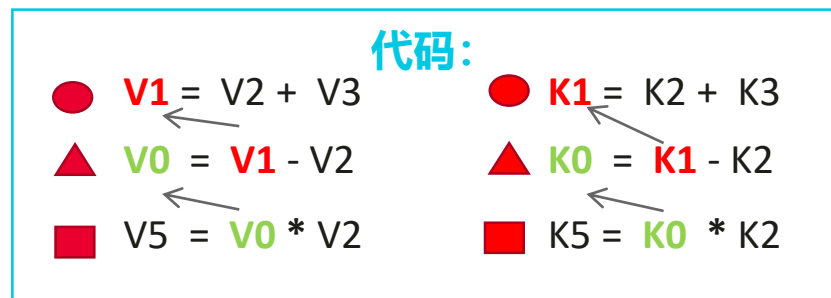 代码：
V1 = V2 + V3
V0 = V1 - V2
V5 = V0 * V2
K1 = K2 + K3
K0 = K1 - K2
K5 = K0 * K2